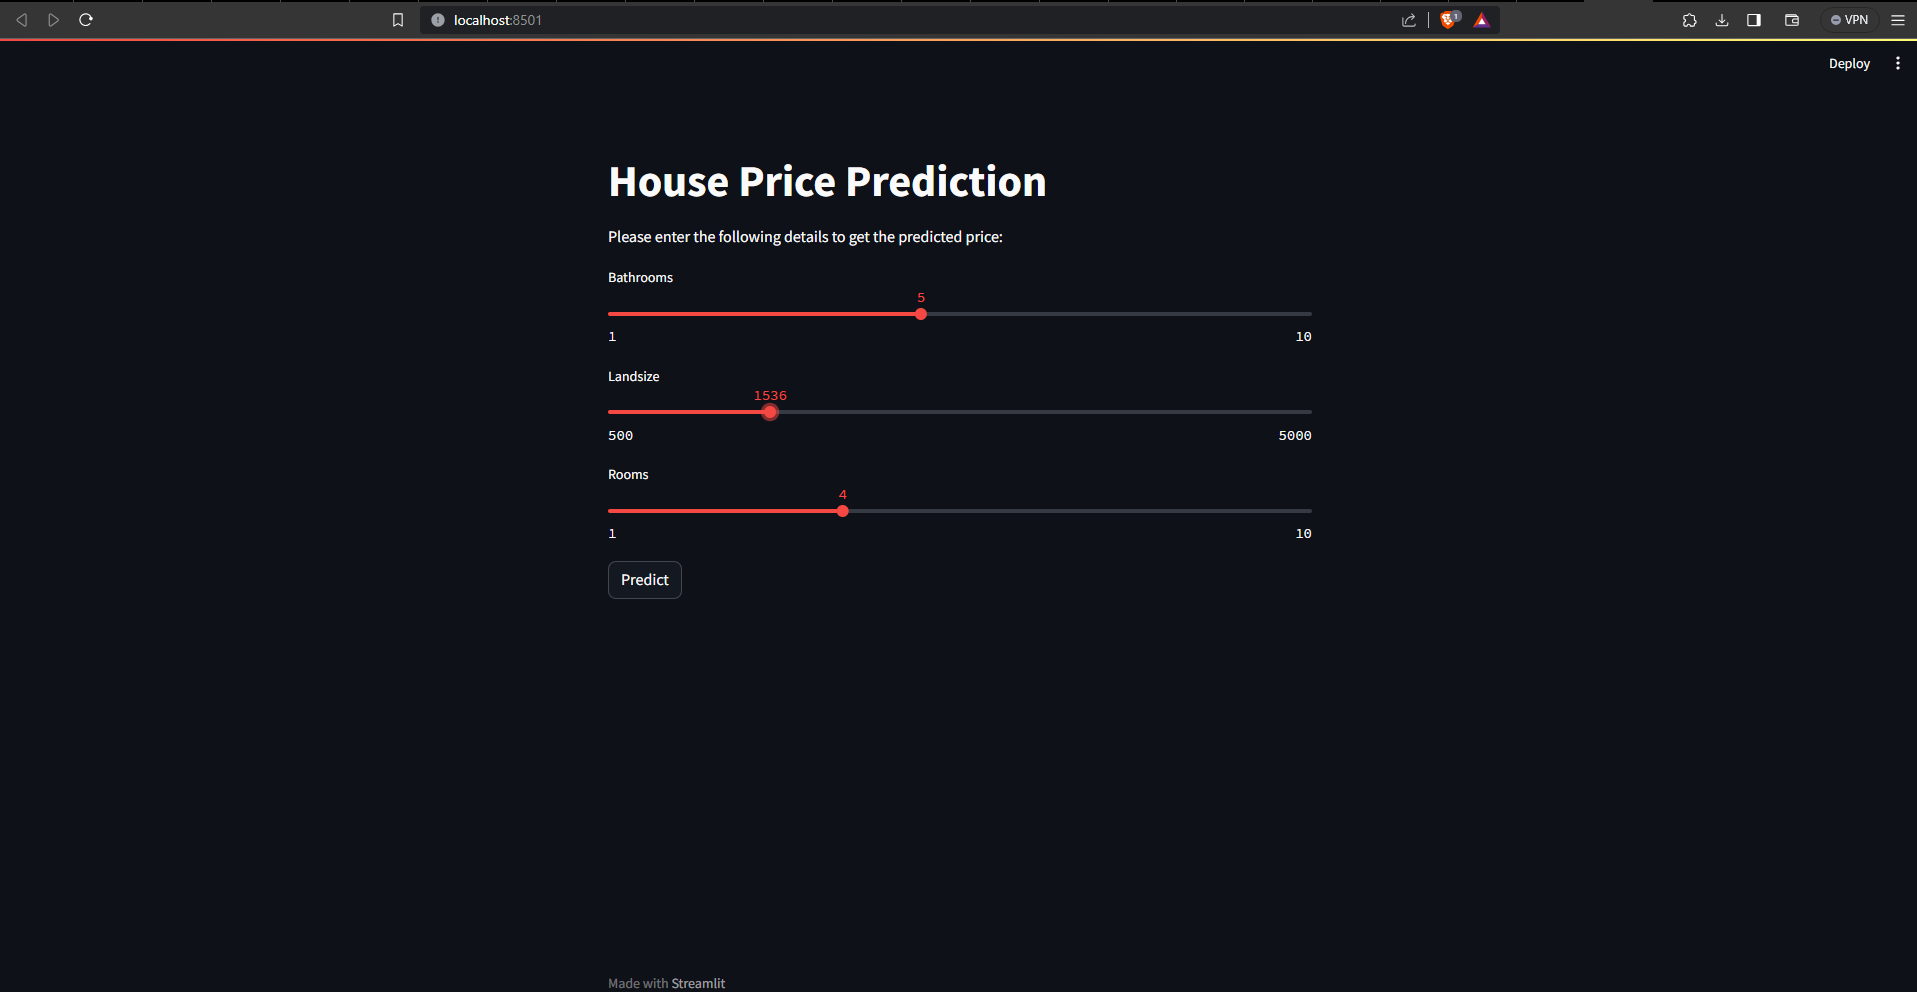 localhost:8501
1
VPN
Deploy
House Price Prediction
Please enter the following details to get the predicted price:
Bathrooms
5
1 10
Landsize
1536
500 5000
Rooms
4
1 10
Predict
Made with Streamlit